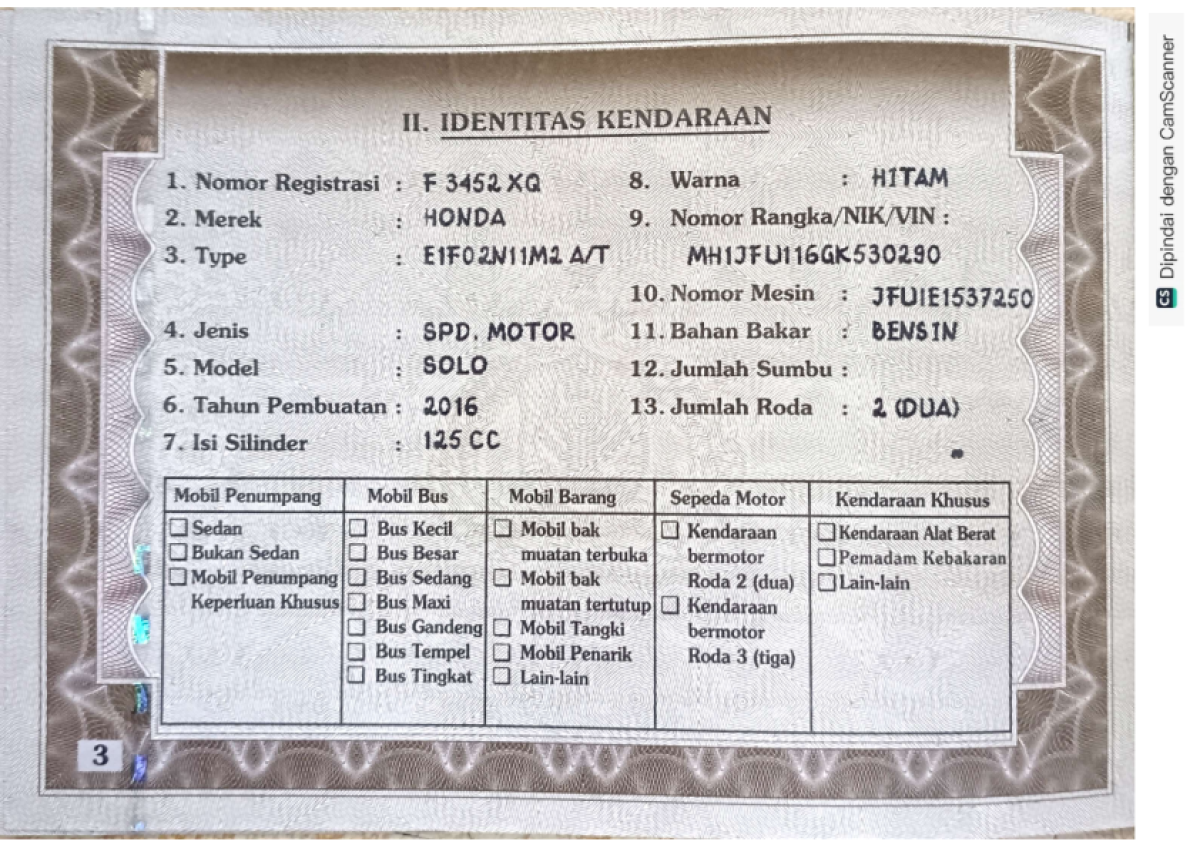 II. IDENTITAS KENDARAAN
1. Nomor Registrasi : F 3452 XQ
2. Merek : HONDA
3. Type : E1F02N11M2 A/T
4. Jenis : SPD. MOTOR
5. Model : SOLO
6. Tahun Pembuatan : 2016
7. Isi Silinder : 125 CC
8. Warna : H1TAM
9. Nomor Rangka/NIK/VIN :
MH1JFU116GK530290
10. Nomor Mesin : JFU1E1537250
11. Bahan Bakar : BENSIN
12. Jumlah Sumbu :
13. Jumlah Roda : 2 (DUA)
Mobil Penumpang
Sedan
Bukan Sedan
Mobil Penumpang
Keperluan Khusus
Mobil Bus
Bus Kecil
Bus Besar
Bus Sedang
Bus Maxi
Bus Gandeng
Bus Tempel
Bus Tingkat
Mobil Barang
Mobil bak
muatan terbuka
Mobil bak
muatan tertutup
Mobil Tangki
Mobil Penarik
Lain-lain
Sepeda Motor
Kendaraan
bermotor
Roda 2 (dua)
Kendaraan
bermotor
Roda 3 (tiga)
Kendaraan Khusus
Kendaraan Alat Berat
Pemadam Kebakaran
Lain-lain
3
CS Dipindai dengan CamScanner